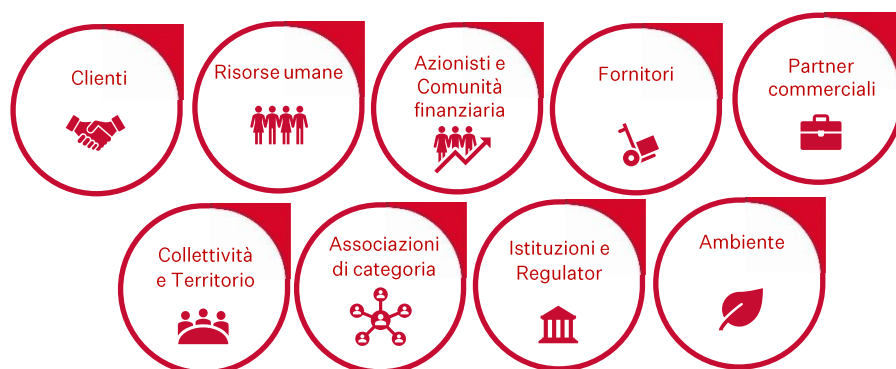 Clienti
Risorse umane
Azionisti e
Comunità
finanziaria
Fornitori
Partner
commerciali
Collettività
e Territorio
Associazioni
di categoria
Istituzioni e
Regulator
Ambiente